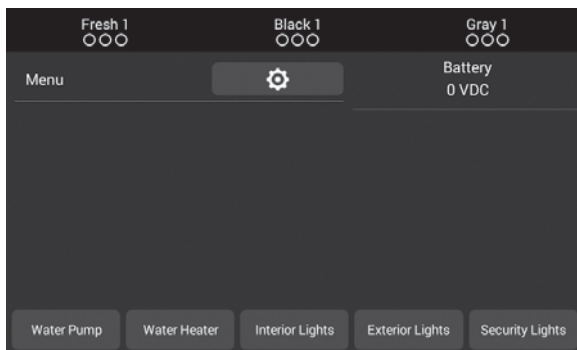 Fresh 1
Black 1
Gray 1
Menu
Battery
0 VDC
Water Pump
Water Heater
Interior Lights
Exterior Lights
Security Lights